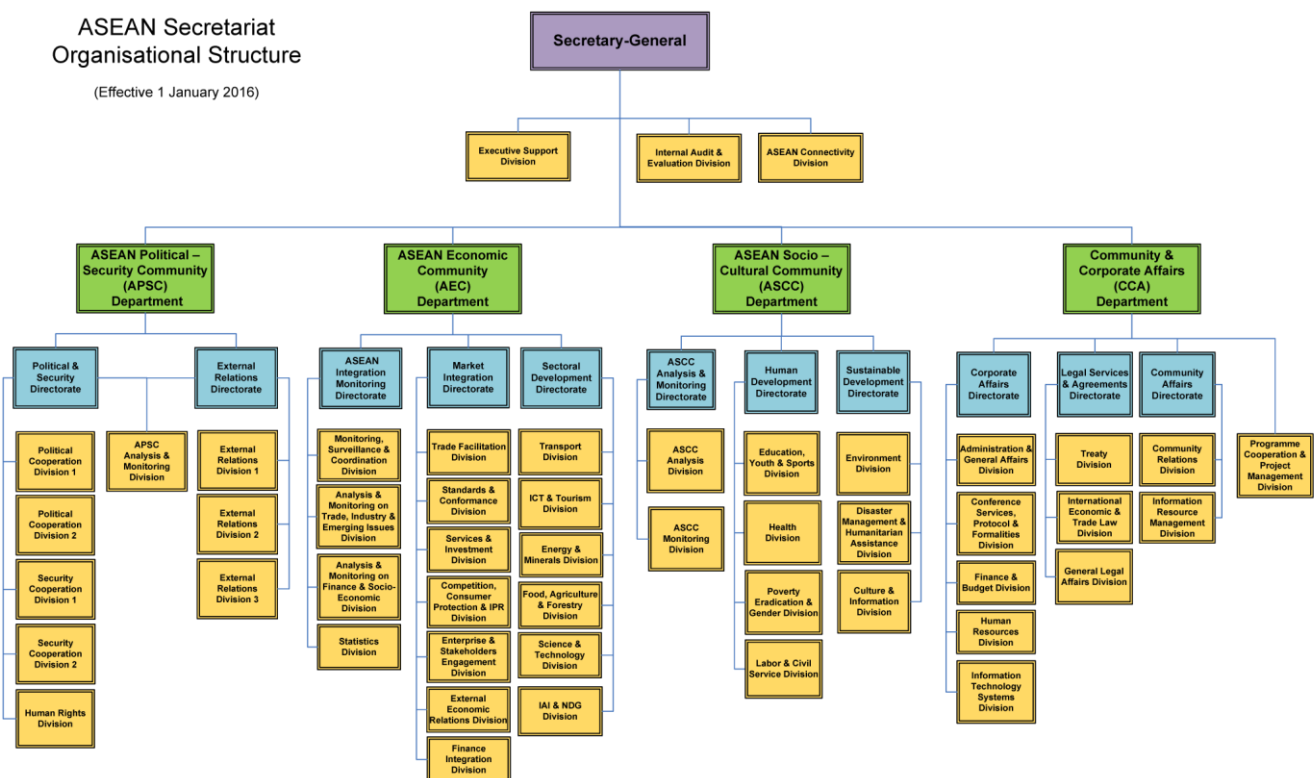 ASEAN Secretariat
Organisational Structure
(Effective 1 January 2016)
Secretary-General
Executive Support
Division
Internal Audit &
Evaluation Division
ASEAN Connectivity
Division
ASEAN Political –
Security Community
(APSC)
Department
ASEAN Economic
Community
(AEC)
Department
ASEAN Socio –
Cultural Community
(ASCC)
Department
Community &
Corporate Affairs
(CCA)
Department
Political &
Security
Directorate
External
Relations
Directorate
ASEAN
Integration
Monitoring
Directorate
Market
Integration
Directorate
Sectoral
Development
Directorate
ASCC
Analysis &
Monitoring
Directorate
Human
Development
Directorate
Sustainable
Development
Directorate
Corporate
Affairs
Directorate
Legal Services
& Agreements
Directorate
Community
Affairs
Directorate
Political
Cooperation
Division 1
Political
Cooperation
Division 2
Security
Cooperation
Division 1
Security
Cooperation
Division 2
Human Rights
Division
APSC
Analysis &
Monitoring
Division
External
Relations
Division 1
External
Relations
Division 2
External
Relations
Division 3
Monitoring,
Surveillance &
Coordination
Division
Analysis &
Monitoring on
Trade, Industry &
Emerging Issues
Division
Analysis &
Monitoring on
Finance & Socio-
Economic
Division
Statistics
Division
Trade Facilitation
Division
Standards &
Conformance
Division
Services &
Investment
Division
Competition,
Consumer
Protection & IPR
Division
Enterprise &
Stakeholders
Engagement
Division
External
Economic
Relations Division
Finance
Integration
Division
Transport
Division
ICT & Tourism
Division
Energy &
Minerals Division
Food, Agriculture
& Forestry
Division
Science &
Technology
Division
IAI & NDG
Division
ASCC
Analysis
Division
ASCC
Monitoring
Division
Education,
Youth & Sports
Division
Health
Division
Poverty
Eradication &
Gender Division
Labor & Civil
Service Division
Environment
Division
Disaster
Management &
Humanitarian
Assistance
Division
Culture &
Information
Division
Administration &
General Affairs
Division
Conference
Services,
Protocol &
Formalities
Division
Finance &
Budget Division
Human
Resources
Division
Information
Technology
Systems
Division
Treaty
Division
International
Economic &
Trade Law
Division
General Legal
Affairs Division
Community
Relations
Division
Information
Resource
Management
Division
Programme
Cooperation &
Project
Management
Division